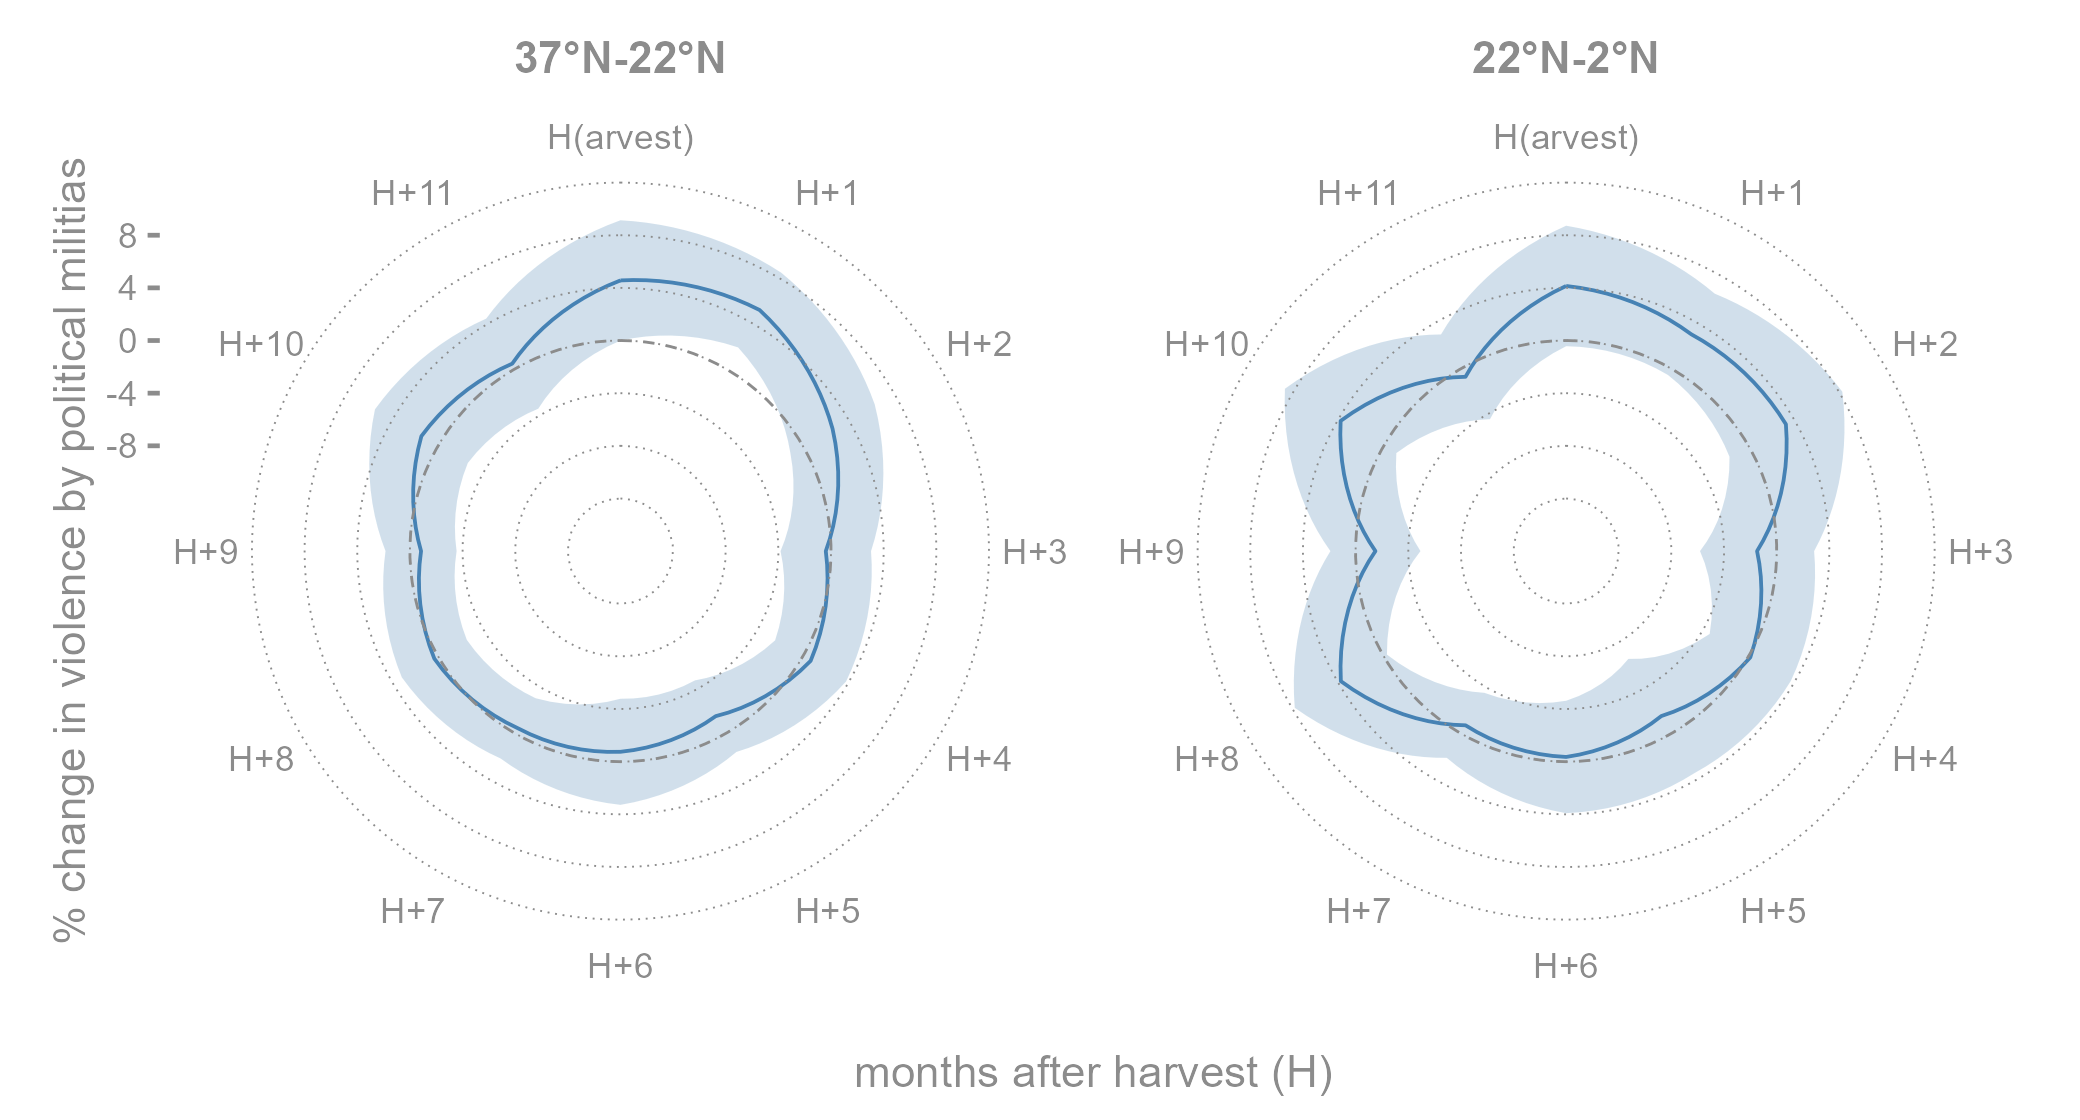 37°N-22°N
22°N-2°N
% change in violence by political militias
8
4
0
-4
-8
H(arvest)
H+1
H+2
H+3
H+4
H+5
H+6
H+7
H+8
H+9
H+10
H+11
H(arvest)
H+1
H+2
H+3
H+4
H+5
H+6
H+7
H+8
H+9
H+10
H+11
months after harvest (H)